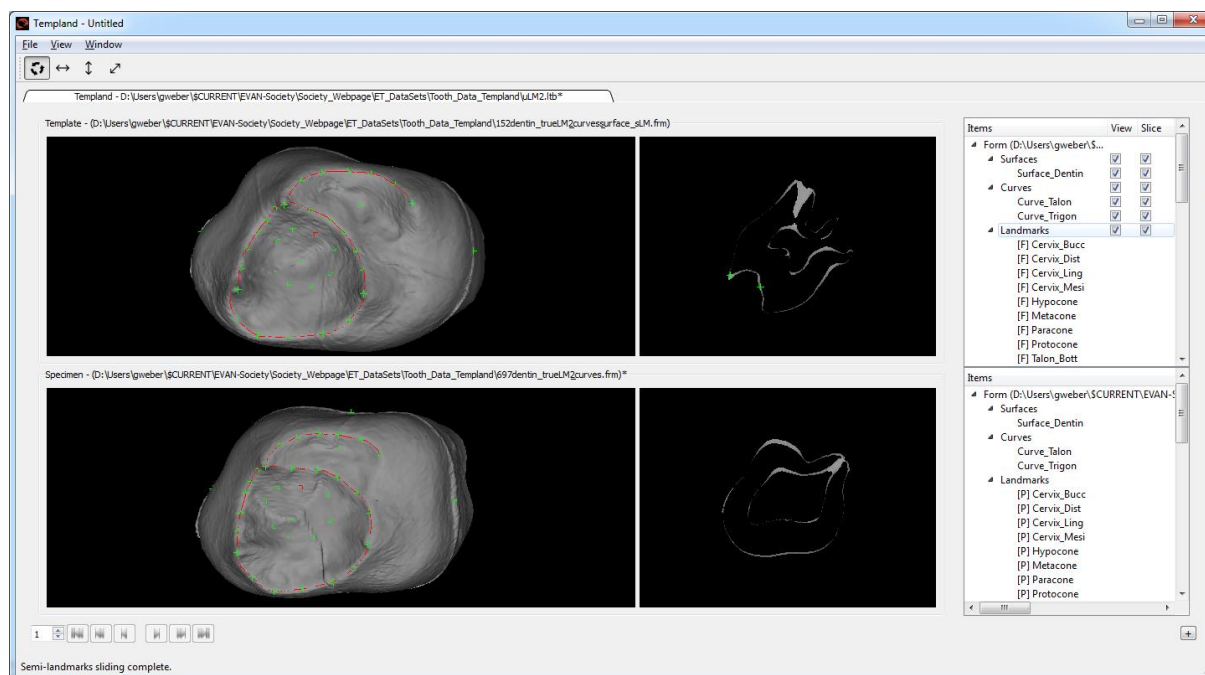 Templand - Untitled
File View Window
Templand - D:\Users\gweber\$CURRENT\EVAN-Society\Society_Webpage\ET_DataSets\Tooth_Data_Templand\uLM2.ltb*
Template - (D:\Users\gweber\$CURRENT\EVAN-Society\Society_Webpage\ET_DataSets\Tooth_Data_Templand\152dentin_trueLM2curvessurface_sLM.frm)
Items View Slice
Form (D:\Users\gweber\$...
Surfaces
Surface_Dentin
Curves
Curve_Talon
Curve_Trigon
Landmarks
[F] Cervix_Bucc
[F] Cervix_Dist
[F] Cervix_Ling
[F] Cervix_Mesi
[F] Hypocone
[F] Metacone
[F] Paracone
[F] Protocone
[F] Talon_Bott
Specimen - (D:\Users\gweber\$CURRENT\EVAN-Society\Society_Webpage\ET_DataSets\Tooth_Data_Templand\697dentin_trueLM2curves.frm)*
Items
Form (D:\Users\gweber\$CURRENT\EVAN-S
Surfaces
Surface_Dentin
Curves
Curve_Talon
Curve_Trigon
Landmarks
[P] Cervix_Bucc
[P] Cervix_Dist
[P] Cervix_Ling
[P] Cervix_Mesi
[P] Hypocone
[P] Metacone
[P] Paracone
[P] Protocone
1
Semi-landmarks sliding complete.